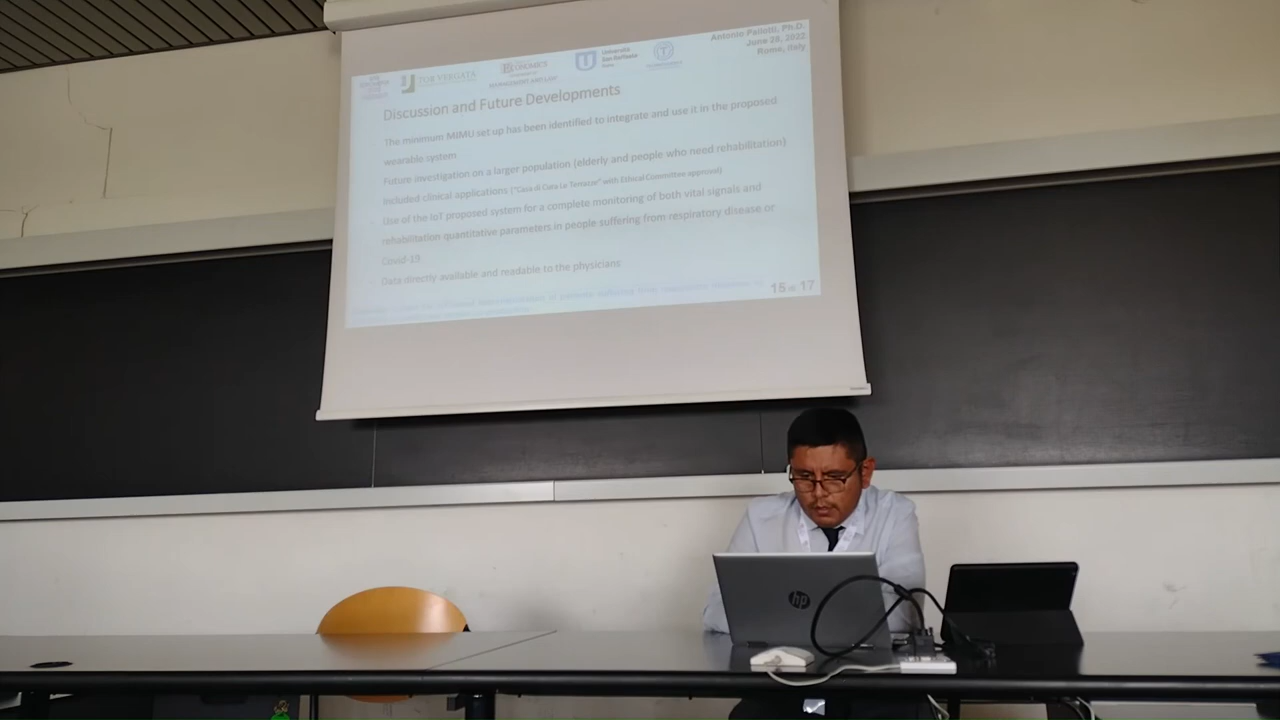 Antonio Pallotti, Ph.D.
June 28, 2022
Rome, Italy
TOR VERGATA
ECONOMICS
MANAGEMENT AND LAW
Università
San Raffaele
Roma
Discussion and Future Developments
The minimum MIMU set up has been identified to integrate and use it in the proposed
wearable system
Future investigation on a larger population (elderly and people who need rehabilitation)
Included clinical applications ("Casa di Cura Le Terrazze" with Ethical Committee approval)
- Use of the IoT proposed system for a complete monitoring of both vital signals and
rehabilitation quantitative parameters in people suffering from respiratory disease or
Covid-19
- Data directly available and readable to the physicians
15 di 17
hp